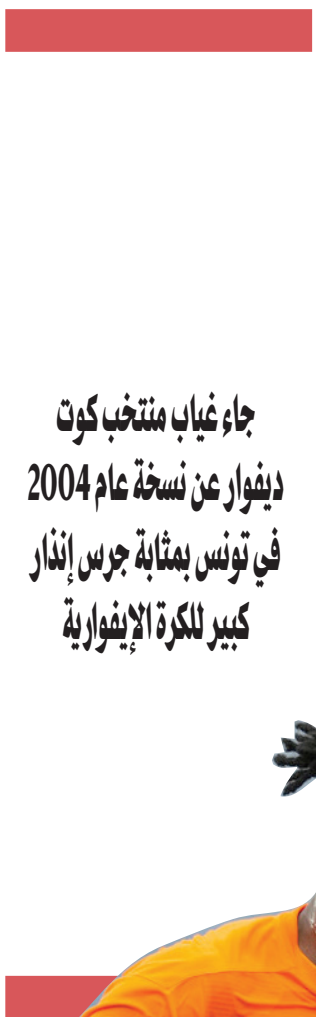 جاء غياب منتخب كوت
ديفوار عن نسخة عام 2004
في تونس بمثابة جرس إنذار
كبير للكرة الإيفوارية